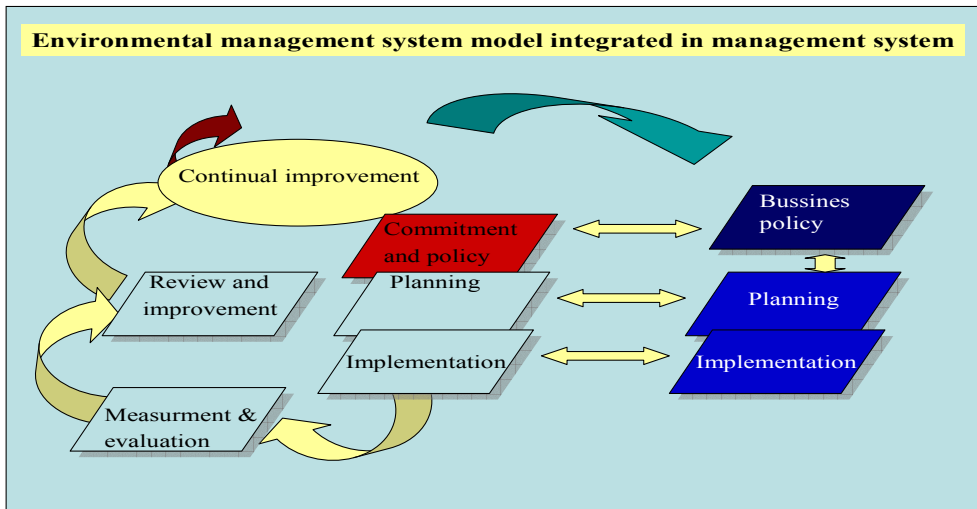 Environmental management system model integrated in management system
Continual improvement
Commitment
and policy
Bussines
policy
Review and
improvement
Planning
Planning
Implementation
Implementation
Measurment &
evaluation